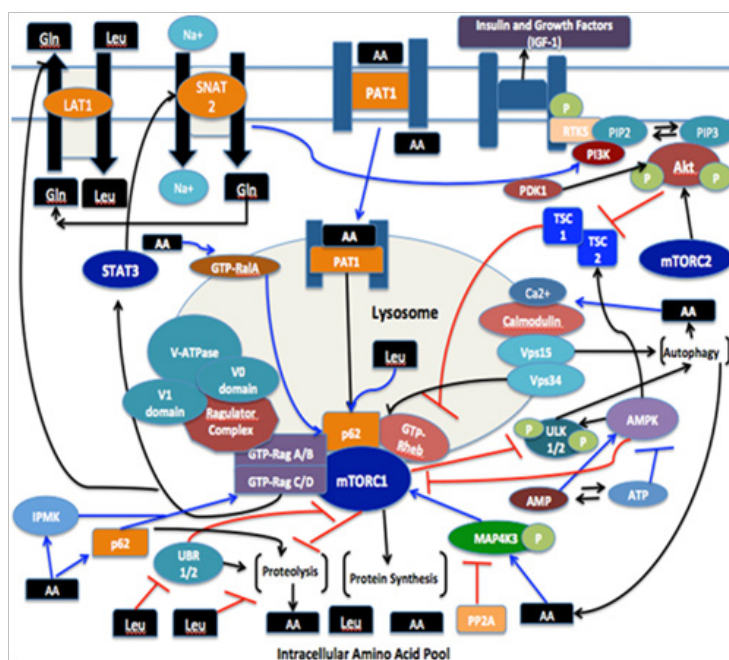 Insulin and Growth Factors
(IGF-1)
Gln
Leu
Na+
AA
LAT1
SNAT
2
PAT1
AA
P
RTKS
PIP2
PIP3
PI3K
Akt
P
P
Gln
Leu
Na+
Gln
PDK1
TSC
1
TSC
2
mTORC2
AA
STAT3
GTP-RalA
AA
PAT1
Ca2+
Calmodulin
AA
Lysosome
Vps15
Autophagy
V-ATPase
Leu
Vps34
V0
domain
V1
domain
Ragulator
Complex
p62
GTP-
Rheb
P
ULK
1/2
P
AMPK
GTP-Rag A/B
GTP-Rag C/D
mTORC1
AMP
ATP
IPMK
p62
UBR
1/2
MAP4K3
P
AA
Proteolysis
Protein Synthesis
Leu
Leu
AA
Leu
AA
PP2A
AA
Intracellular Amino Acid Pool